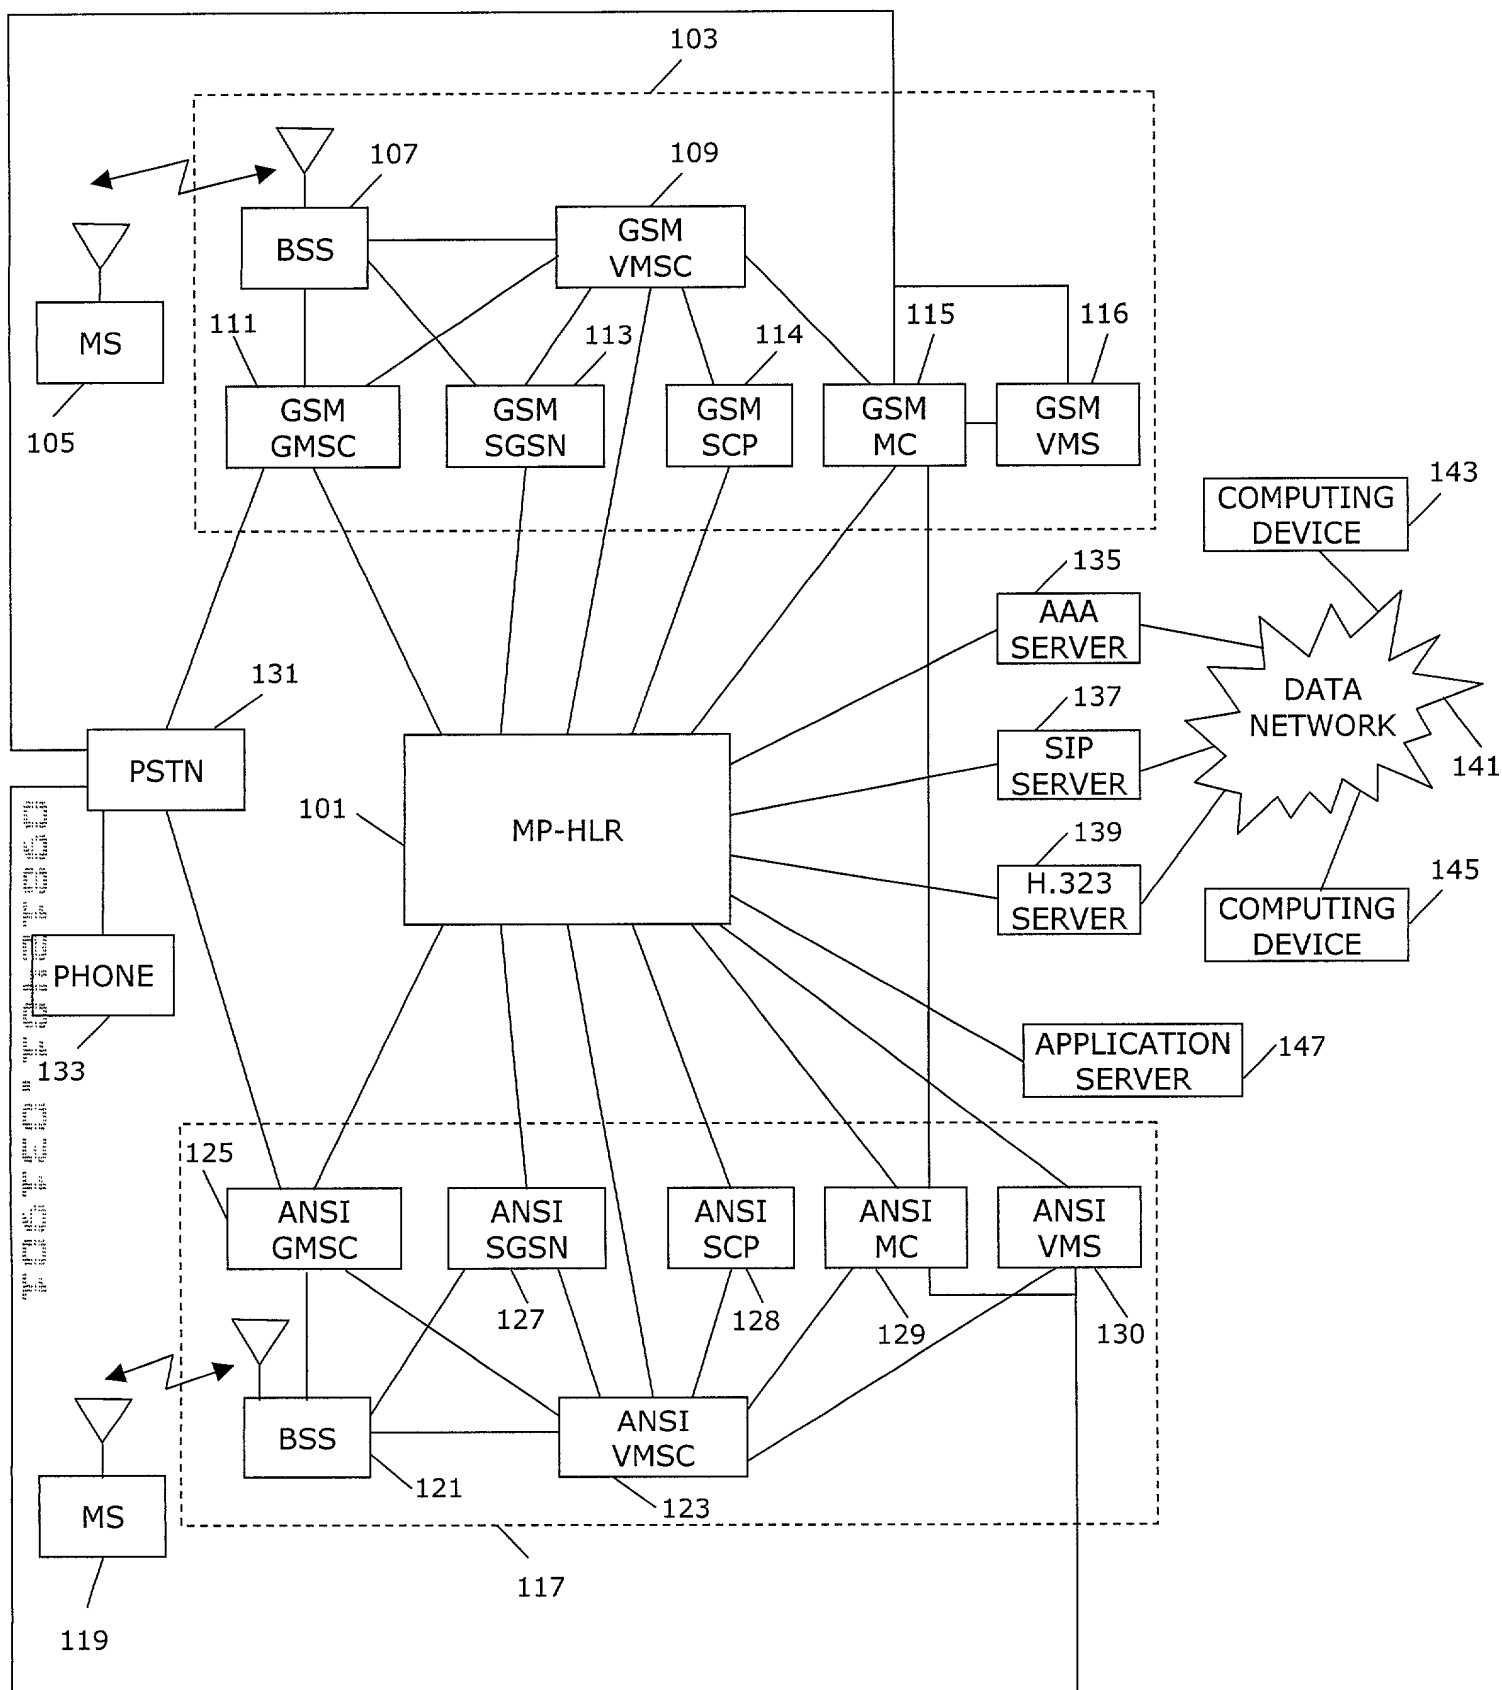 103
107
109
BSS
GSM
VMSC
MS
105
111
113
114
115
116
GSM
GMSC
GSM
SGSN
GSM
SCP
GSM
MC
GSM
VMS
COMPUTING
DEVICE
143
135
AAA
SERVER
131
PSTN
137
SIP
SERVER
DATA
NETWORK
141
101
MP-HLR
139
H.323
SERVER
145
COMPUTING
DEVICE
PHONE
133
APPLICATION
SERVER
147
125
ANSI
GMSC
ANSI
SGSN
ANSI
SCP
ANSI
MC
ANSI
VMS
127
128
129
130
BSS
121
ANSI
VMSC
123
MS
119
117